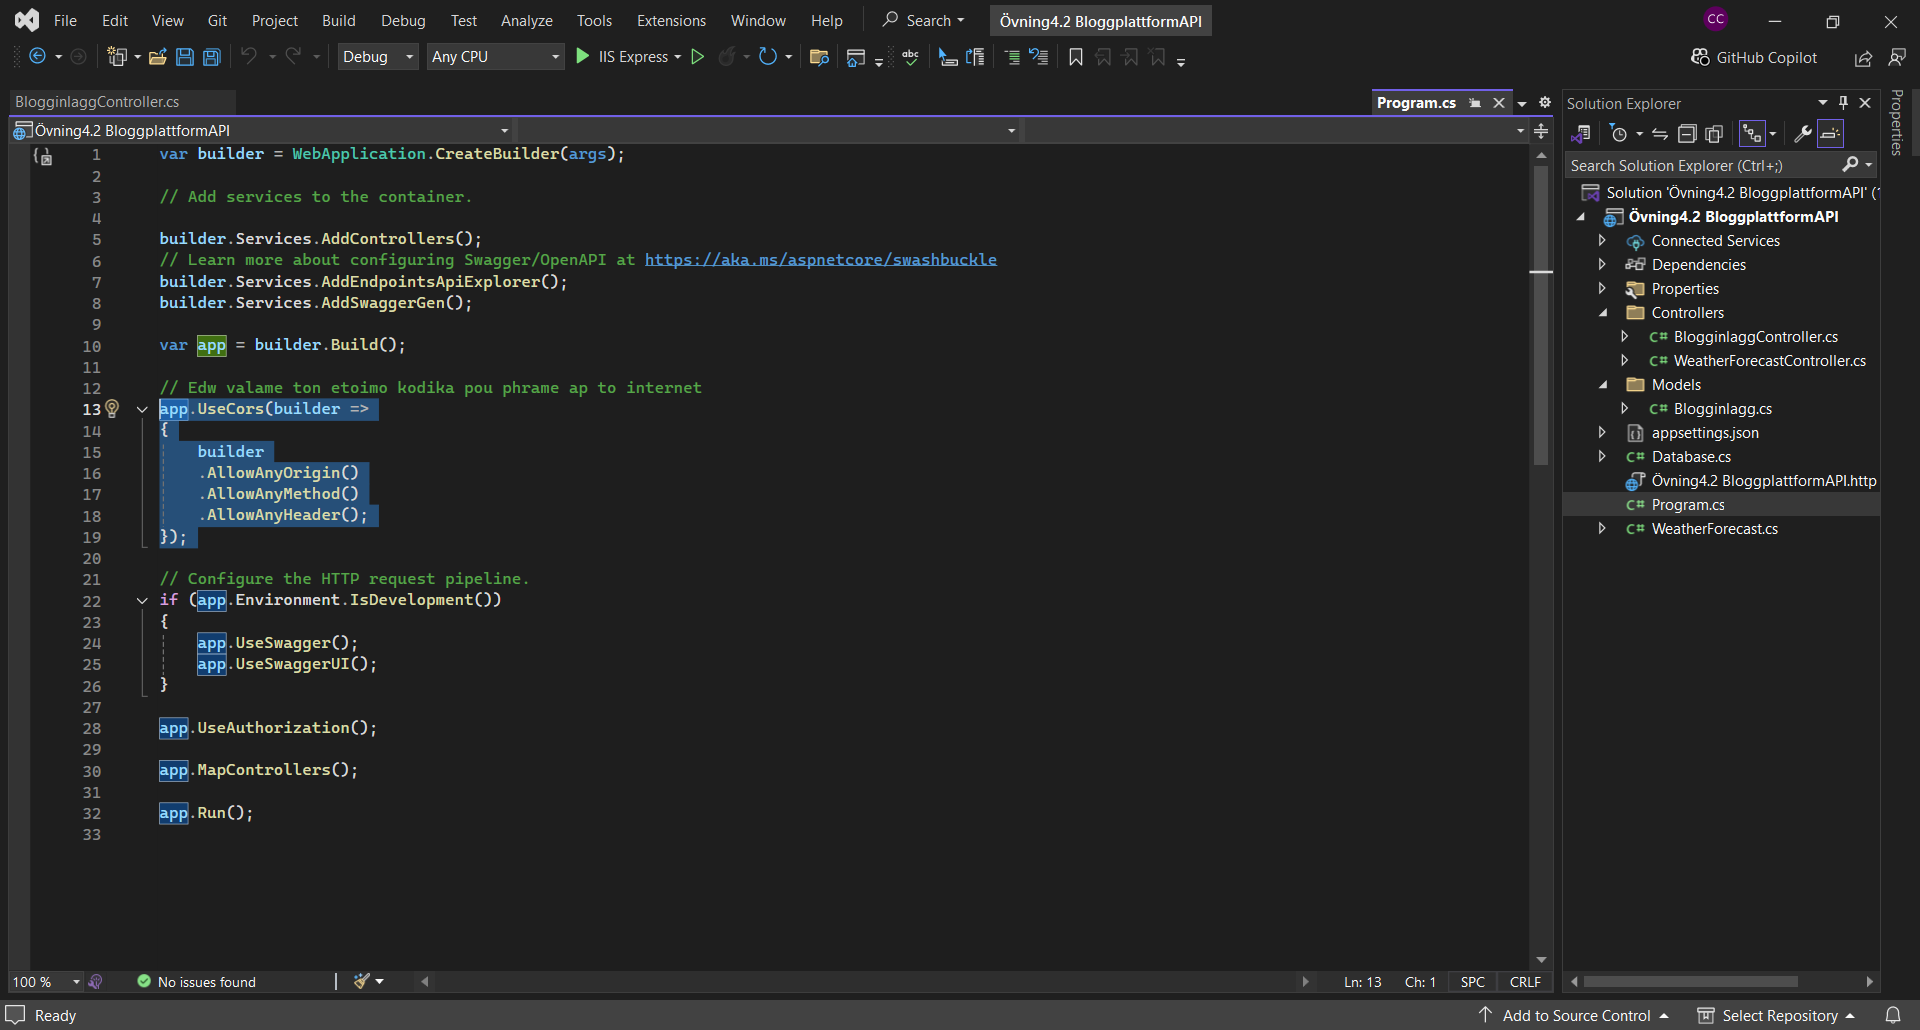 File Edit View Git Project Build Debug Test Analyze Tools Extensions Window Help Search Övning4.2 BloggplattformAPI CC
Debug Any CPU IIS Express abc GitHub Copilot
BlogginlaggController.cs Program.cs
Övning4.2 BloggplattformAPI
1 var builder = WebApplication.CreateBuilder(args);
2
3 // Add services to the container.
4
5 builder.Services.AddControllers();
6 // Learn more about configuring Swagger/OpenAPI at https://aka.ms/aspnetcore/swashbuckle
7 builder.Services.AddEndpointsApiExplorer();
8 builder.Services.AddSwaggerGen();
9
10 var app = builder.Build();
11
12 // Edw valame ton etoimo kodika pou phrame ap to internet
13 app.UseCors(builder =>
14 {
15 builder
16 .AllowAnyOrigin()
17 .AllowAnyMethod()
18 .AllowAnyHeader();
19 });
20
21 // Configure the HTTP request pipeline.
22 if (app.Environment.IsDevelopment())
23 {
24 app.UseSwagger();
25 app.UseSwaggerUI();
26 }
27
28 app.UseAuthorization();
29
30 app.MapControllers();
31
32 app.Run();
33
Solution Explorer
Search Solution Explorer (Ctrl+;)
Solution 'Övning4.2 BloggplattformAPI' (
Övning4.2 BloggplattformAPI
Connected Services
Dependencies
Properties
Controllers
C# BlogginlaggController.cs
C# WeatherForecastController.cs
Models
C# Blogginlagg.cs
appsettings.json
C# Database.cs
Övning4.2 BloggplattformAPI.http
C# Program.cs
C# WeatherForecast.cs
Properties
100 % No issues found Ln: 13 Ch: 1 SPC CRLF
Ready Add to Source Control Select Repository